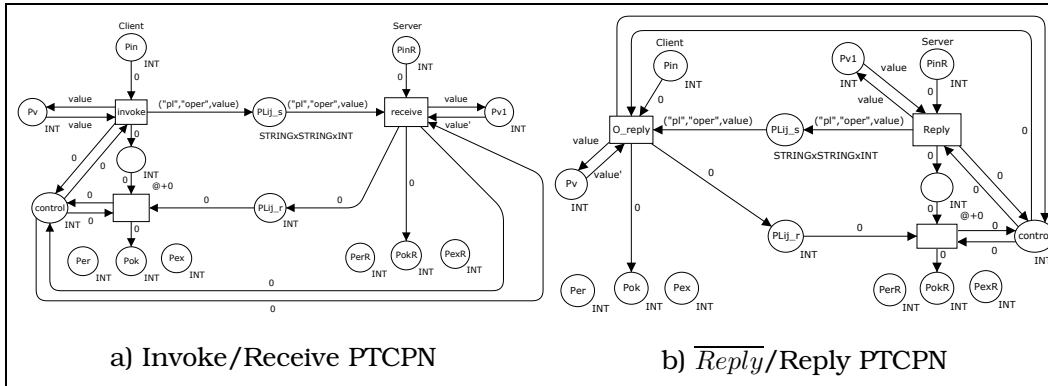 Client
Server
Pin
INT
PinR
INT
0
0
Pv
INT
value
value
invoke
("pl","oper",value)
PLij_s
STRINGxSTRINGxINT
("pl","oper",value)
receive
value
value'
Pv1
INT
0
0
0
INT
@+0
control
INT
0
0
0
0
PLij_r
INT
0
0
0
0
Per
INT
Pok
INT
Pex
INT
PerR
INT
PokR
INT
PexR
INT
0
0
a) Invoke/Receive PTCPN
0
0
Client
Server
Pin
INT
PinR
INT
Pv1
INT
value
value
0
0
O_reply
("pl","oper",value)
PLij_s
STRINGxSTRINGxINT
("pl","oper",value)
Reply
value
value'
Pv
INT
0
0
0
0
0
INT
@+0
PLij_r
INT
0
0
0
control
INT
0
Per
INT
Pok
INT
Pex
INT
PerR
INT
PokR
INT
PexR
INT
b) Reply/Reply PTCPN